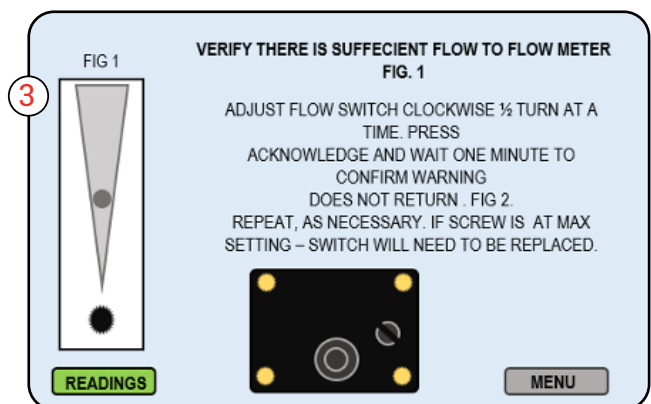 VERIFY THERE IS SUFFECIENT FLOW TO FLOW METER
FIG. 1
FIG 1
3
ADJUST FLOW SWITCH CLOCKWISE ½ TURN AT A
TIME. PRESS
ACKNOWLEDGE AND WAIT ONE MINUTE TO
CONFIRM WARNING
DOES NOT RETURN . FIG 2.
REPEAT, AS NECESSARY. IF SCREW IS AT MAX
SETTING – SWITCH WILL NEED TO BE REPLACED.
READINGS
MENU